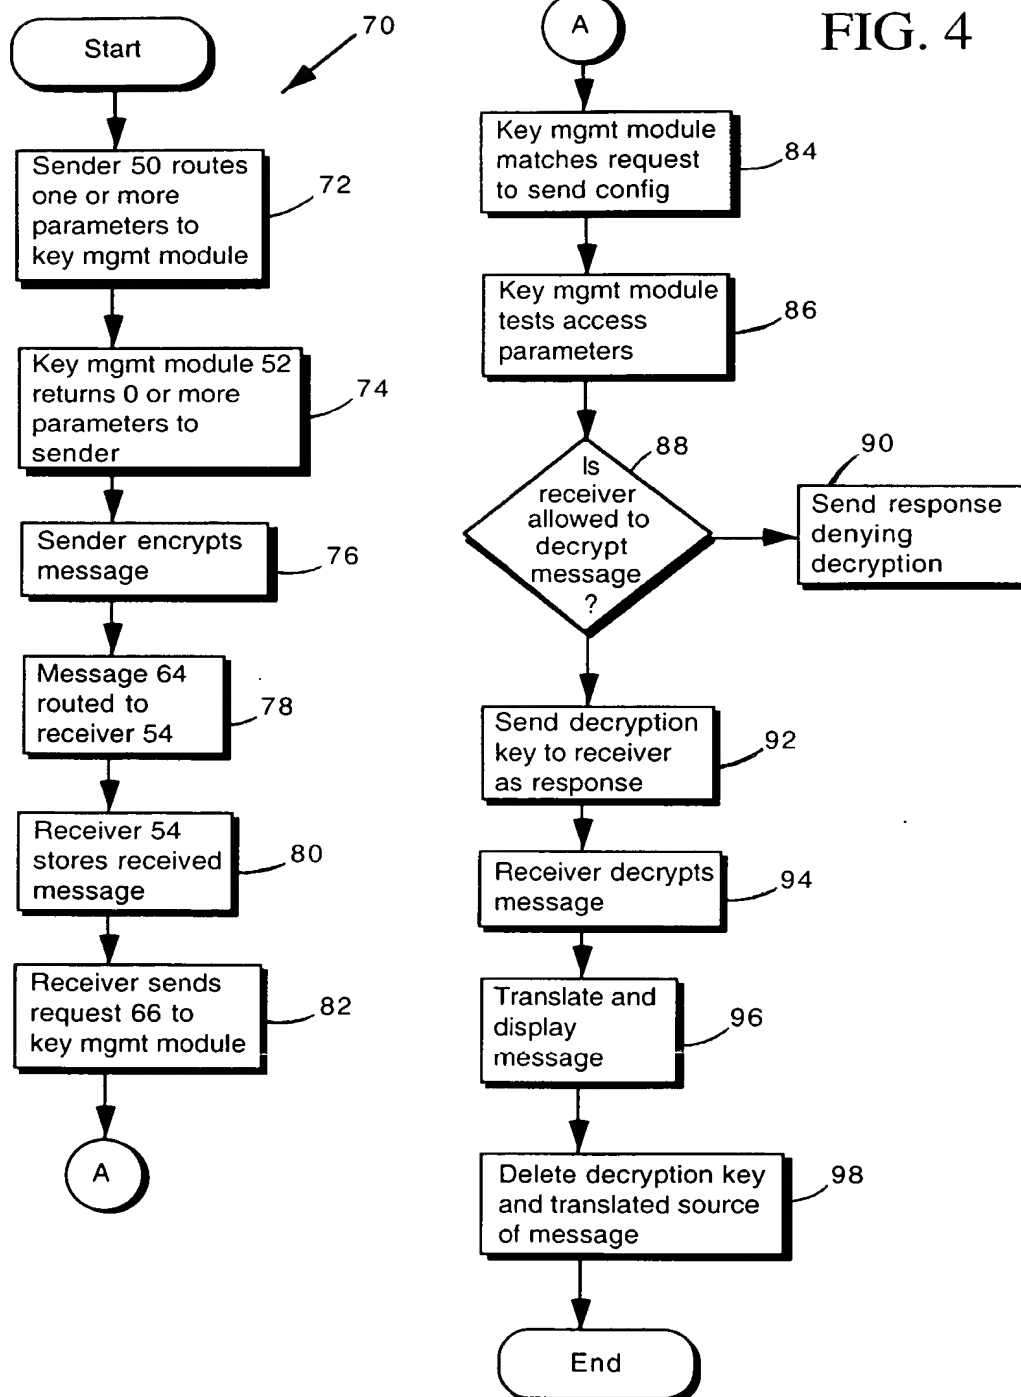 FIG. 4
70
Start
Sender 50 routes
one or more
parameters to
key mgmt module
72
Key mgmt module 52
returns 0 or more
parameters to
sender
74
Sender encrypts
message
76
Message 64
routed to
receiver 54
78
Receiver 54
stores received
message
80
Receiver sends
request 66 to
key mgmt module
82
A
A
Key mgmt module
matches request
to send config
84
Key mgmt module
tests access
parameters
86
Is
receiver
allowed to
decrypt
message
?
88
90
Send response
denying
decryption
Send decryption
key to receiver
as response
92
Receiver decrypts
message
94
Translate and
display
message
96
Delete decryption key
and translated source
of message
98
End